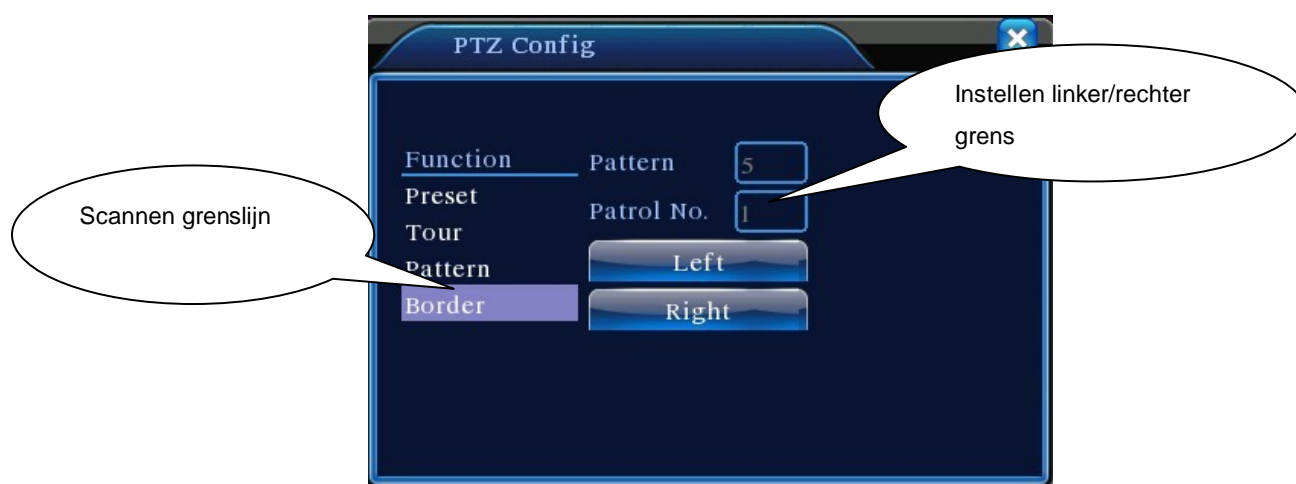 PTZ Config
Instellen linker/rechter
grens
Scannen grenslijn
Function
Preset
Tour
Pattern
Border
Pattern 5
Patrol No. 1
Left
Right